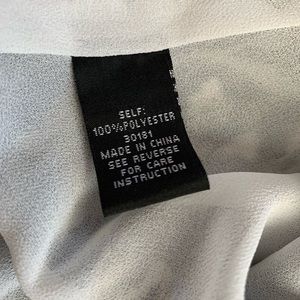 SELF:
100%POLYESTER
30181
MADE IN CHINA
SEE REVERSE
FOR CARE
INSTRUCTION